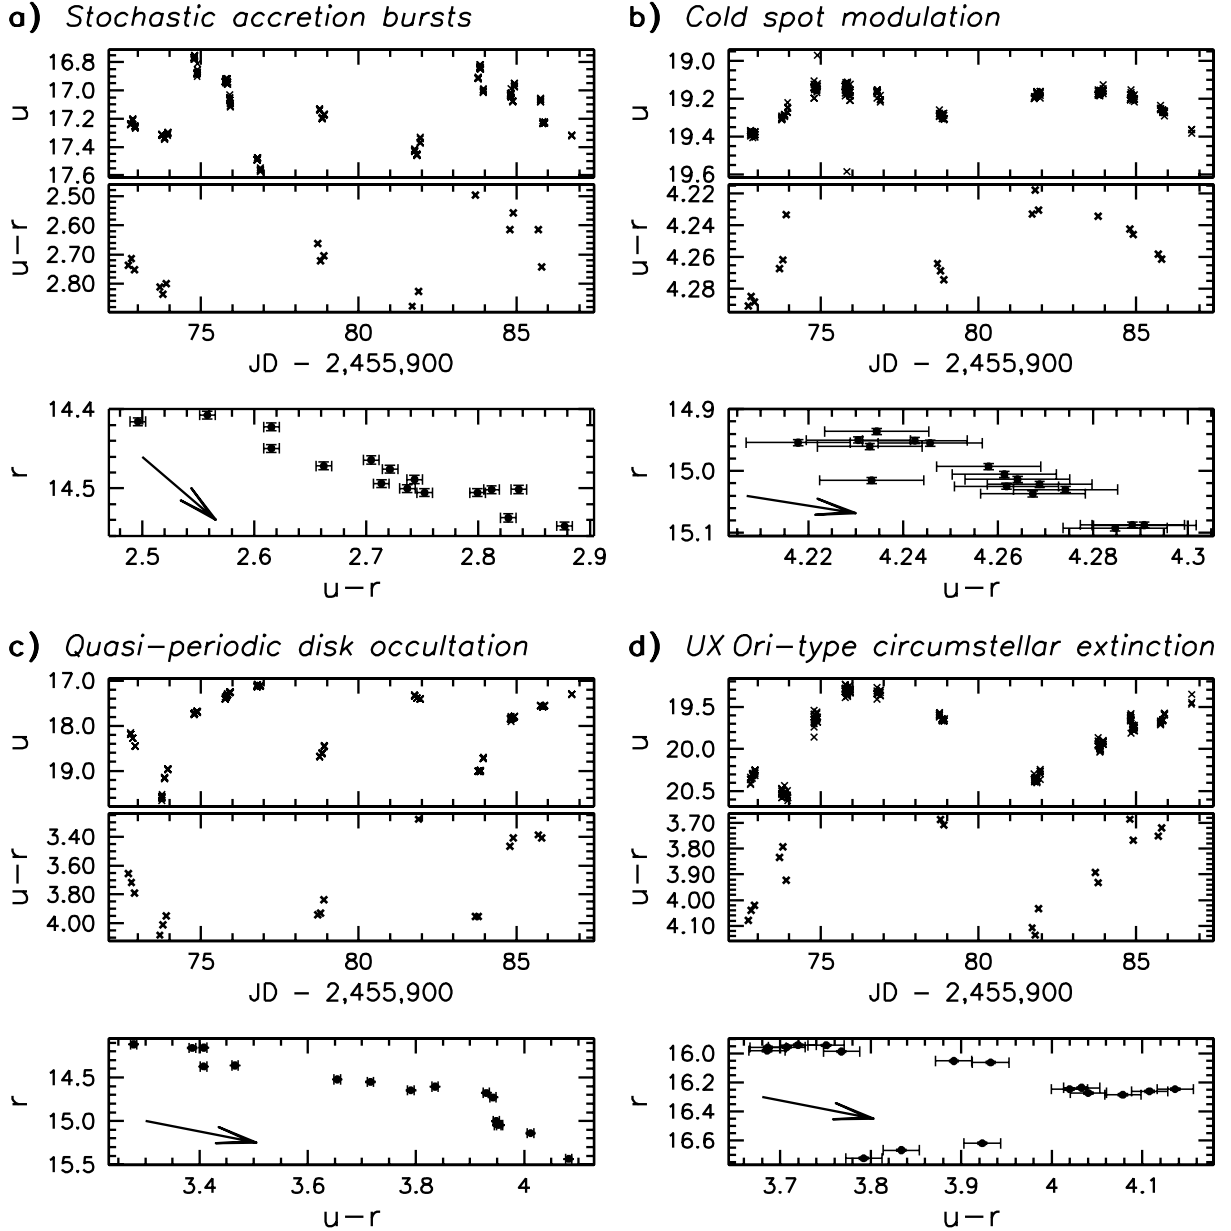 a) Stochastic accretion bursts
16.8
17.0
17.2
17.4
17.6
u
2.50
2.60
2.70
2.80
u-r
75 80 85
JD - 2,455,900
14.4
14.5
r
2.5 2.6 2.7 2.8 2.9
u-r
b) Cold spot modulation
19.0
19.2
19.4
19.6
u
4.22
4.24
4.26
4.28
u-r
75 80 85
JD - 2,455,900
14.9
15.0
15.1
r
4.22 4.24 4.26 4.28 4.3
u-r
c) Quasi-periodic disk occultation
17.0
18.0
19.0
u
3.40
3.60
3.80
4.00
u-r
75 80 85
JD - 2,455,900
14.5
15.0
15.5
r
3.4 3.6 3.8 4
u-r
d) UX Ori-type circumstellar extinction
19.5
20.0
20.5
u
3.70
3.80
3.90
4.00
4.10
u-r
75 80 85
JD - 2,455,900
16.0
16.2
16.4
16.6
r
3.7 3.8 3.9 4 4.1
u-r